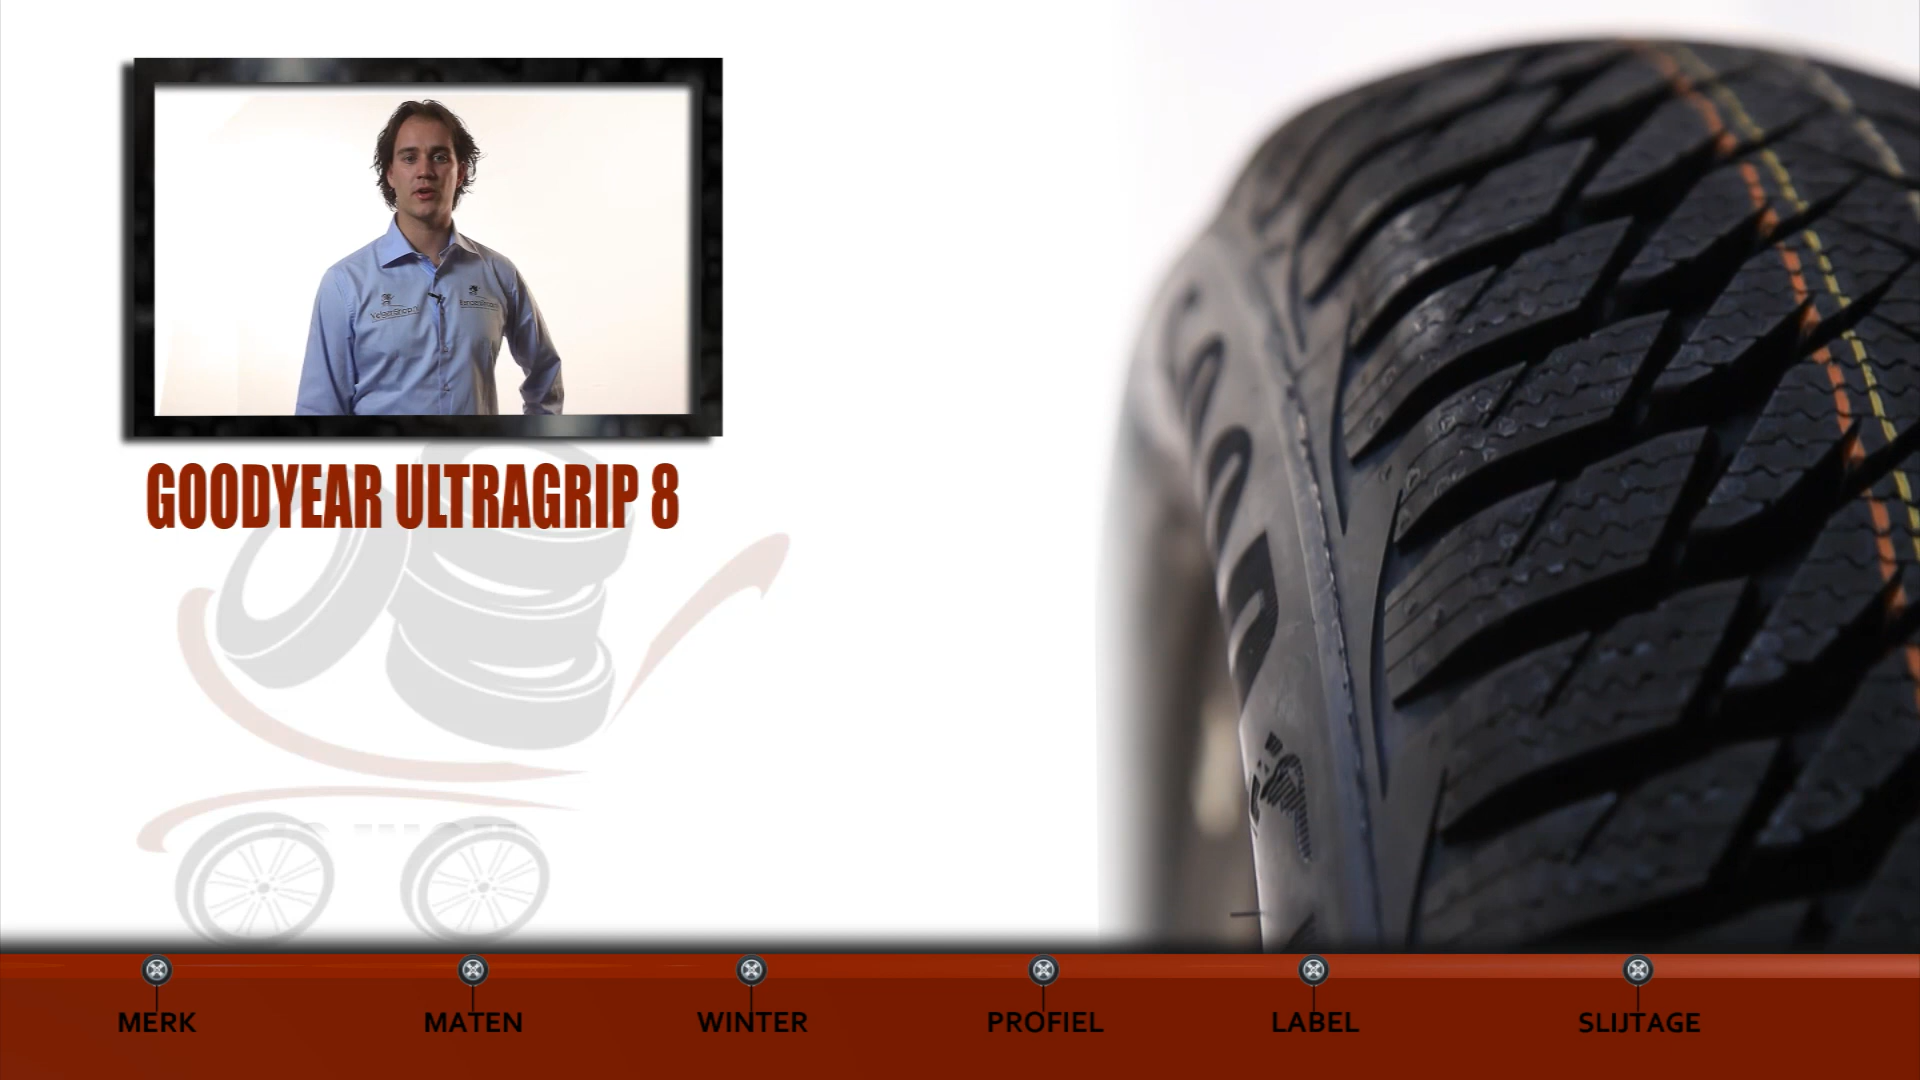 GOODYEAR ULTRAGRIP 8
MERK
MATEN
WINTER
PROFIEL
LABEL
SLIJTAGE